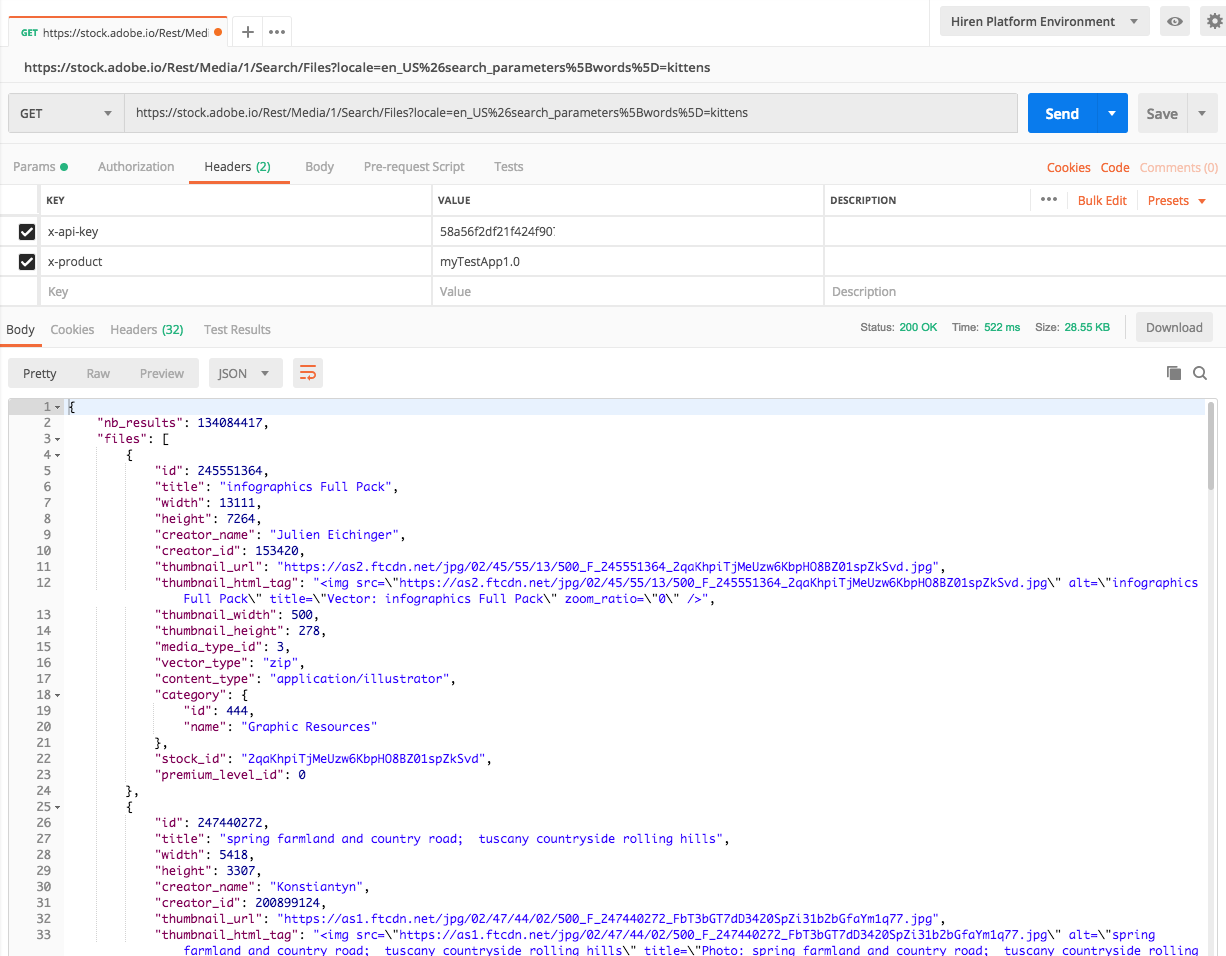 GET https://stock.adobe.io/Rest/Medi
Hiren Platform Environment
https://stock.adobe.io/Rest/Media/1/Search/Files?locale=en_US%26search_parameters%5Bwords%5D=kittens
GET https://stock.adobe.io/Rest/Media/1/Search/Files?locale=en_US%26search_parameters%5Bwords%5D=kittens Send Save
Params Authorization Headers (2) Body Pre-request Script Tests Cookies Code Comments (0)
KEY VALUE DESCRIPTION ••• Bulk Edit Presets
x-api-key 58a56f2df21f424f907
x-product myTestApp1.0
Key Value Description
Body Cookies Headers (32) Test Results Status: 200 OK Time: 522 ms Size: 28.55 KB Download
Pretty Raw Preview JSON
1 {
2 "nb_results": 134084417,
3 "files": [
4 {
5 "id": 245551364,
6 "title": "infographics Full Pack",
7 "width": 13111,
8 "height": 7264,
9 "creator_name": "Julien Eichinger",
10 "creator_id": 153420,
11 "thumbnail_url": "https://as2.ftcdn.net/jpg/02/45/55/13/500_F_245551364_2qaKhpiTjMeUzw6KbpHO8BZ01spZkSvd.jpg",
12 "thumbnail_html_tag": "<img src=\"https://as2.ftcdn.net/jpg/02/45/55/13/500_F_245551364_2qaKhpiTjMeUzw6KbpHO8BZ01spZkSvd.jpg\" alt=\"infographics
Full Pack\" title=\"Vector: infographics Full Pack\" zoom_ratio=\"0\" />",
13 "thumbnail_width": 500,
14 "thumbnail_height": 278,
15 "media_type_id": 3,
16 "vector_type": "zip",
17 "content_type": "application/illustrator",
18 "category": {
19 "id": 444,
20 "name": "Graphic Resources"
21 },
22 "stock_id": "2qaKhpiTjMeUzw6KbpHO8BZ01spZkSvd",
23 "premium_level_id": 0
24 },
25 {
26 "id": 247440272,
27 "title": "spring farmland and country road;  tuscany countryside rolling hills",
28 "width": 5418,
29 "height": 3307,
30 "creator_name": "Konstiantyn",
31 "creator_id": 200899124,
32 "thumbnail_url": "https://as1.ftcdn.net/jpg/02/47/44/02/500_F_247440272_FbT3bGT7dD3420SpZi31b2bGfaYm1q77.jpg",
33 "thumbnail_html_tag": "<img src=\"https://as1.ftcdn.net/jpg/02/47/44/02/500_F_247440272_FbT3bGT7dD3420SpZi31b2bGfaYm1q77.jpg\" alt=\"spring
farmland and country road;  tuscany countryside rolling hills\" title=\"Photo: spring farmland and country road;  tuscany countryside rolling